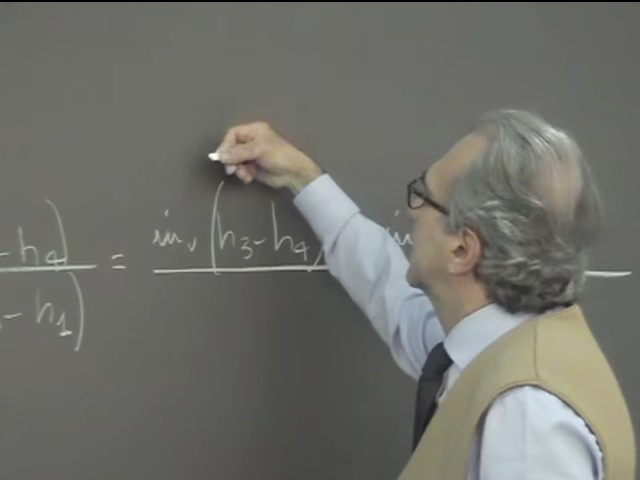 -h₄) = ṁᵥ(h₃-h₄) ṁ
- h₁)